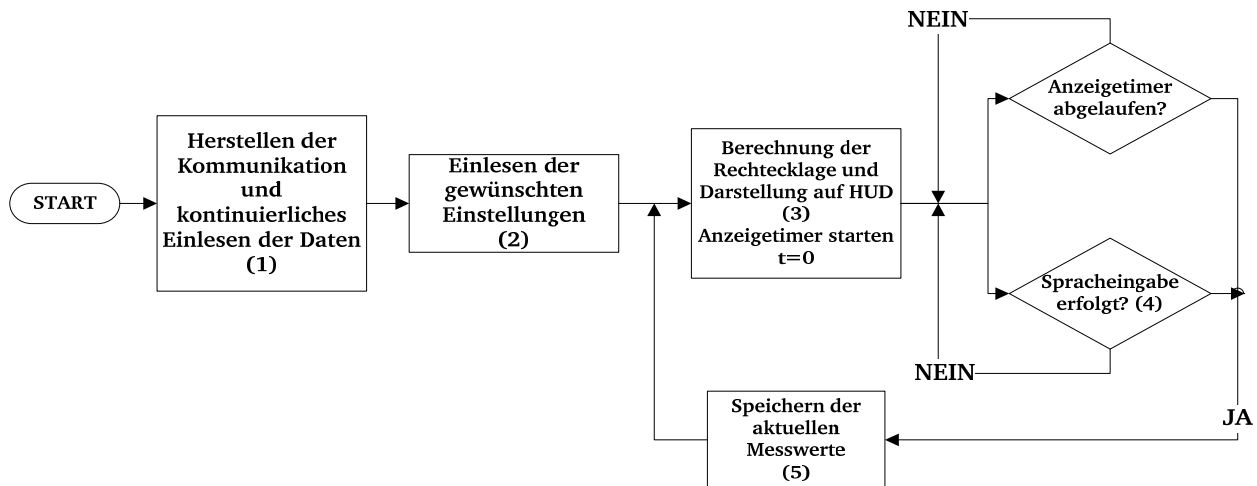 START
Herstellen der
Kommunikation
und
kontinuierliches
Einlesen der Daten
(1)
Einlesen der
gewünschten
Einstellungen
(2)
Berechnung der
Rechtecklage und
Darstellung auf HUD
(3)
Anzeigetimer starten
t=0
NEIN
Anzeigetimer
abgelaufen?
Spracheingabe
erfolgt? (4)
NEIN
JA
Speichern der
aktuellen
Messwerte
(5)